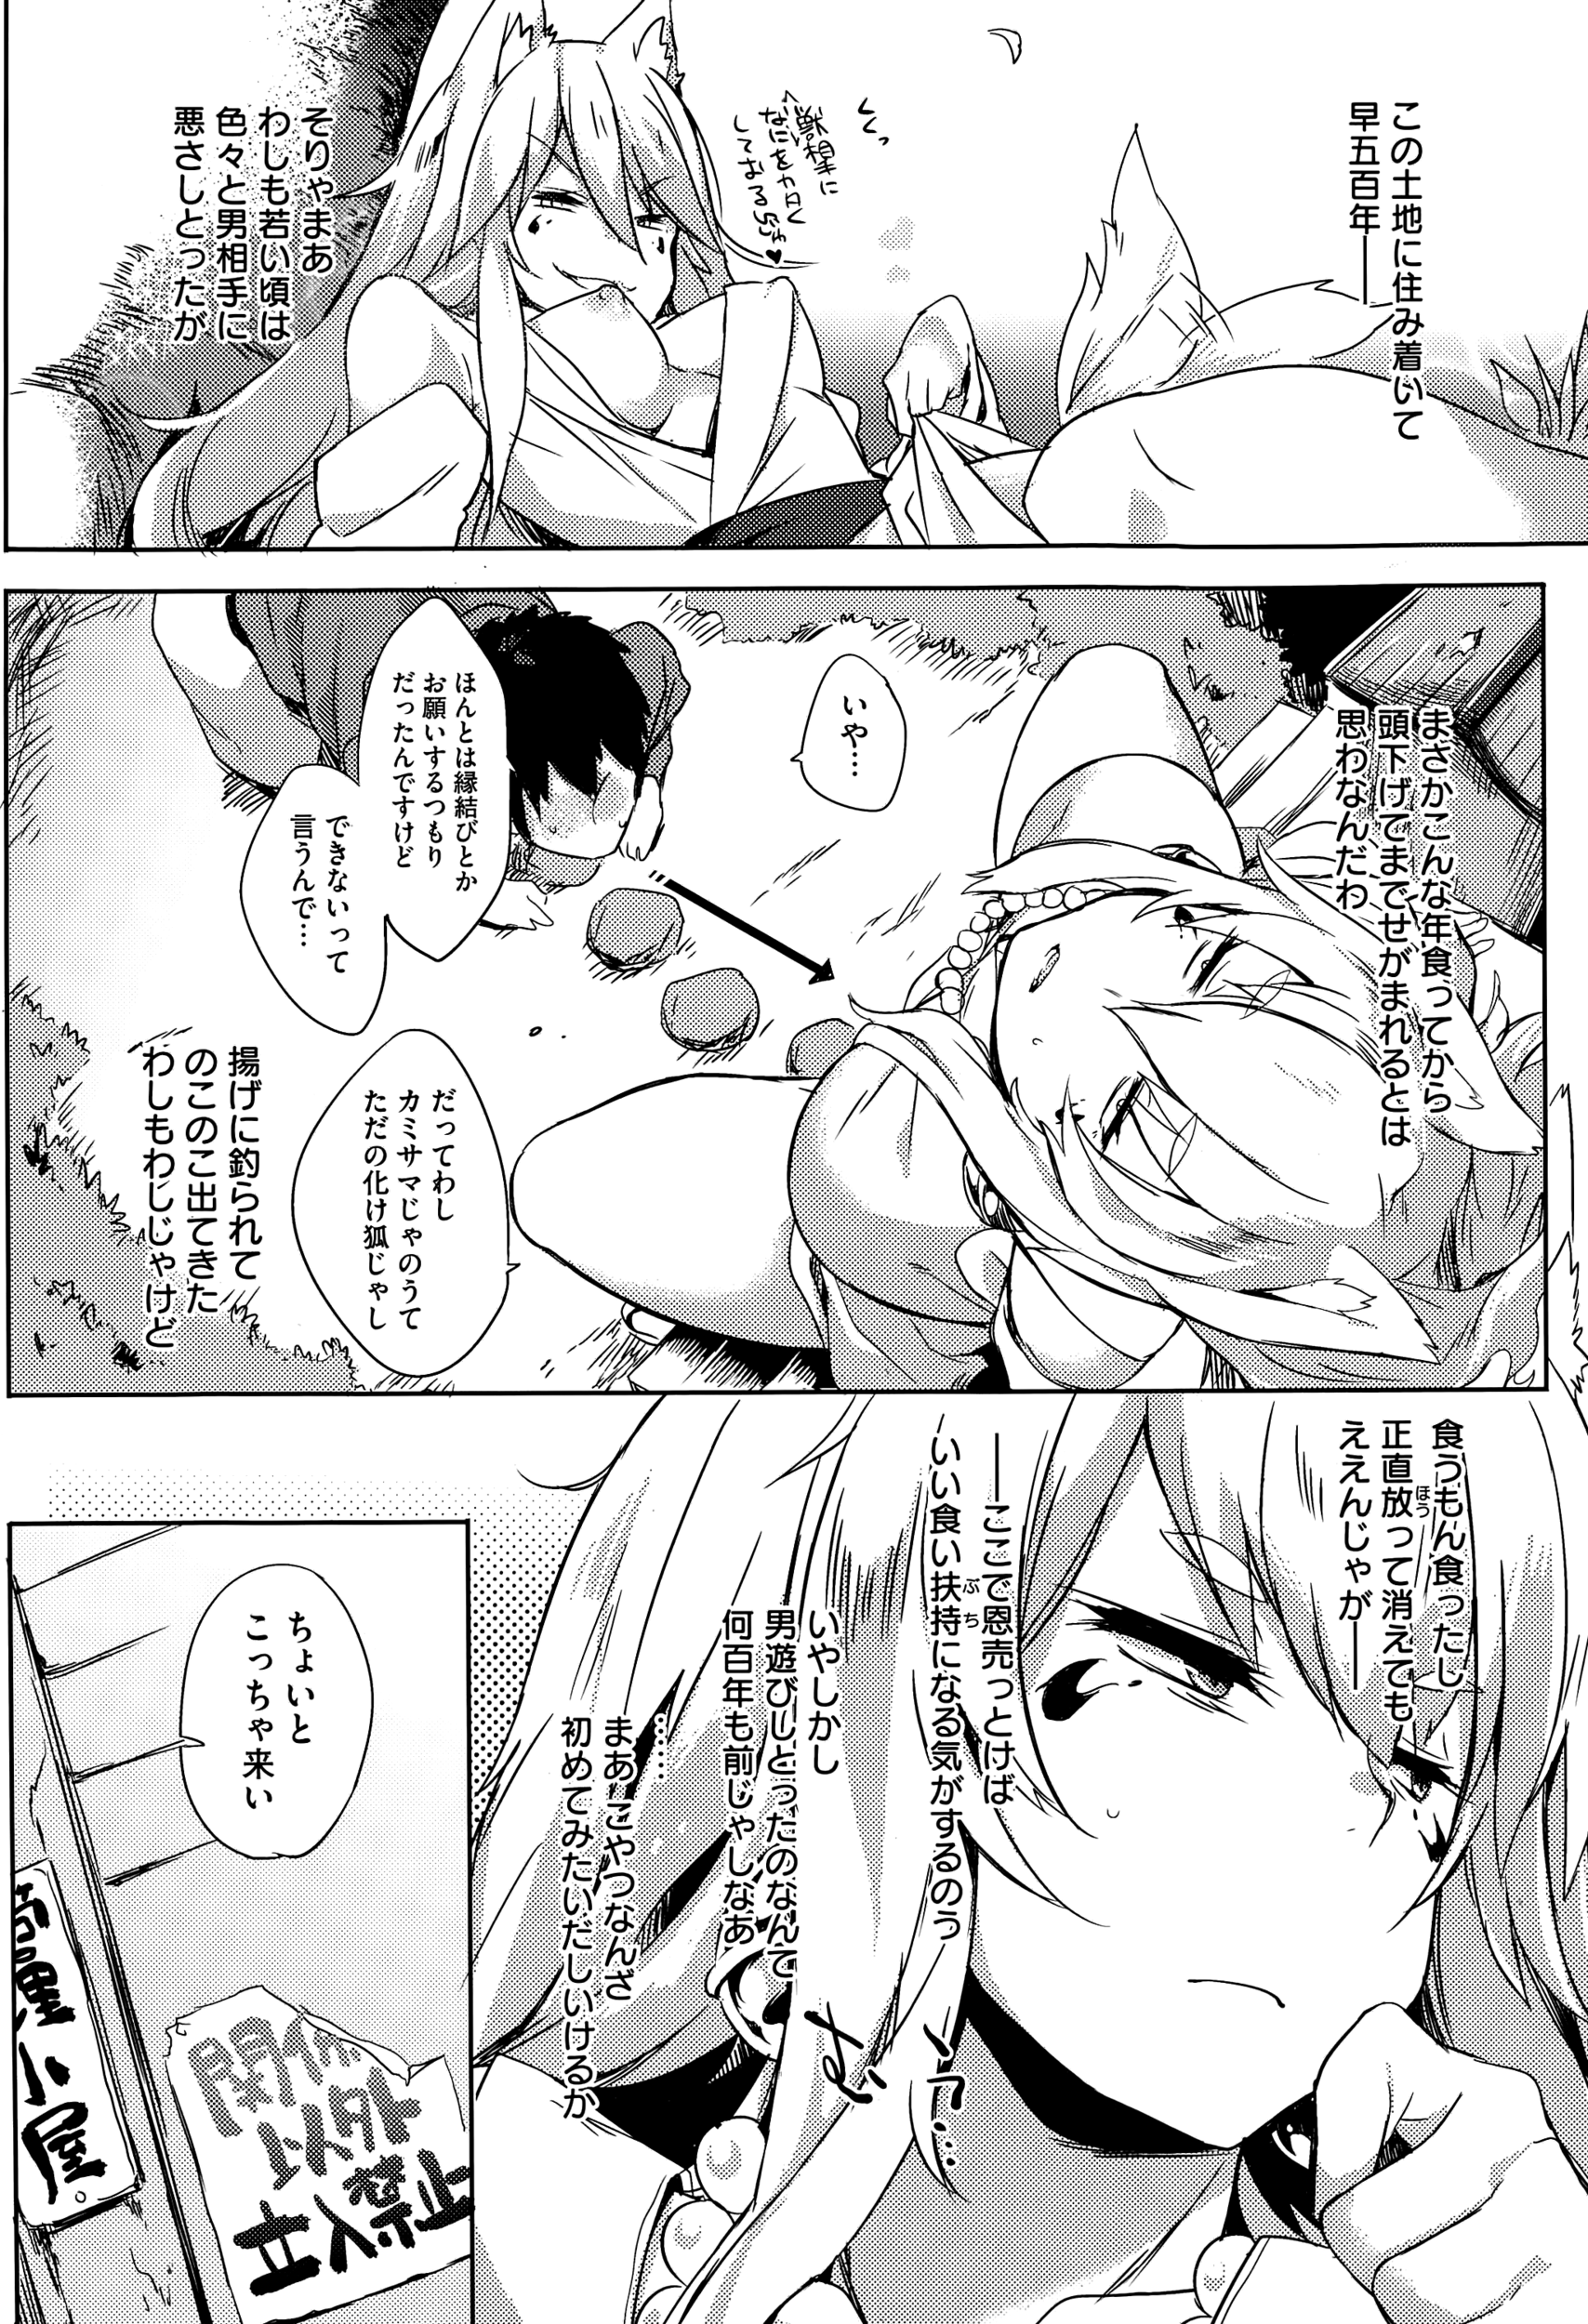 この土地に住み着いて
早五百年――
くくっ
獣相手に
なにをカタく
しておるんじゃ♥
そりゃまあ
わしも若い頃は
色々と男相手に
悪さしとったが
まさかこんな年食ってから
頭下げてまでせがまれるとは
思わなんだわ
いや…
ほんとは縁結びとか
お願いするつもり
だったんですけど
できないって
言うんで…
だってわし
カミサマじゃのうて
ただの化け狐じゃし
揚げに釣られて
のこのこ出てきた
わしもわしじゃけど
食うもん食ったし
正直放って消えても
ええんじゃが――
――ここで恩売っとけば
いい食い扶持になる気がするのう
いやしかし
男遊びしとったのなんて
何百年も前じゃしなあ
……
まあこやつなんざ
初めてみたいだしいけるか
ちょいと
こっちゃ来い
管理小屋
関係者
以外
立入禁止